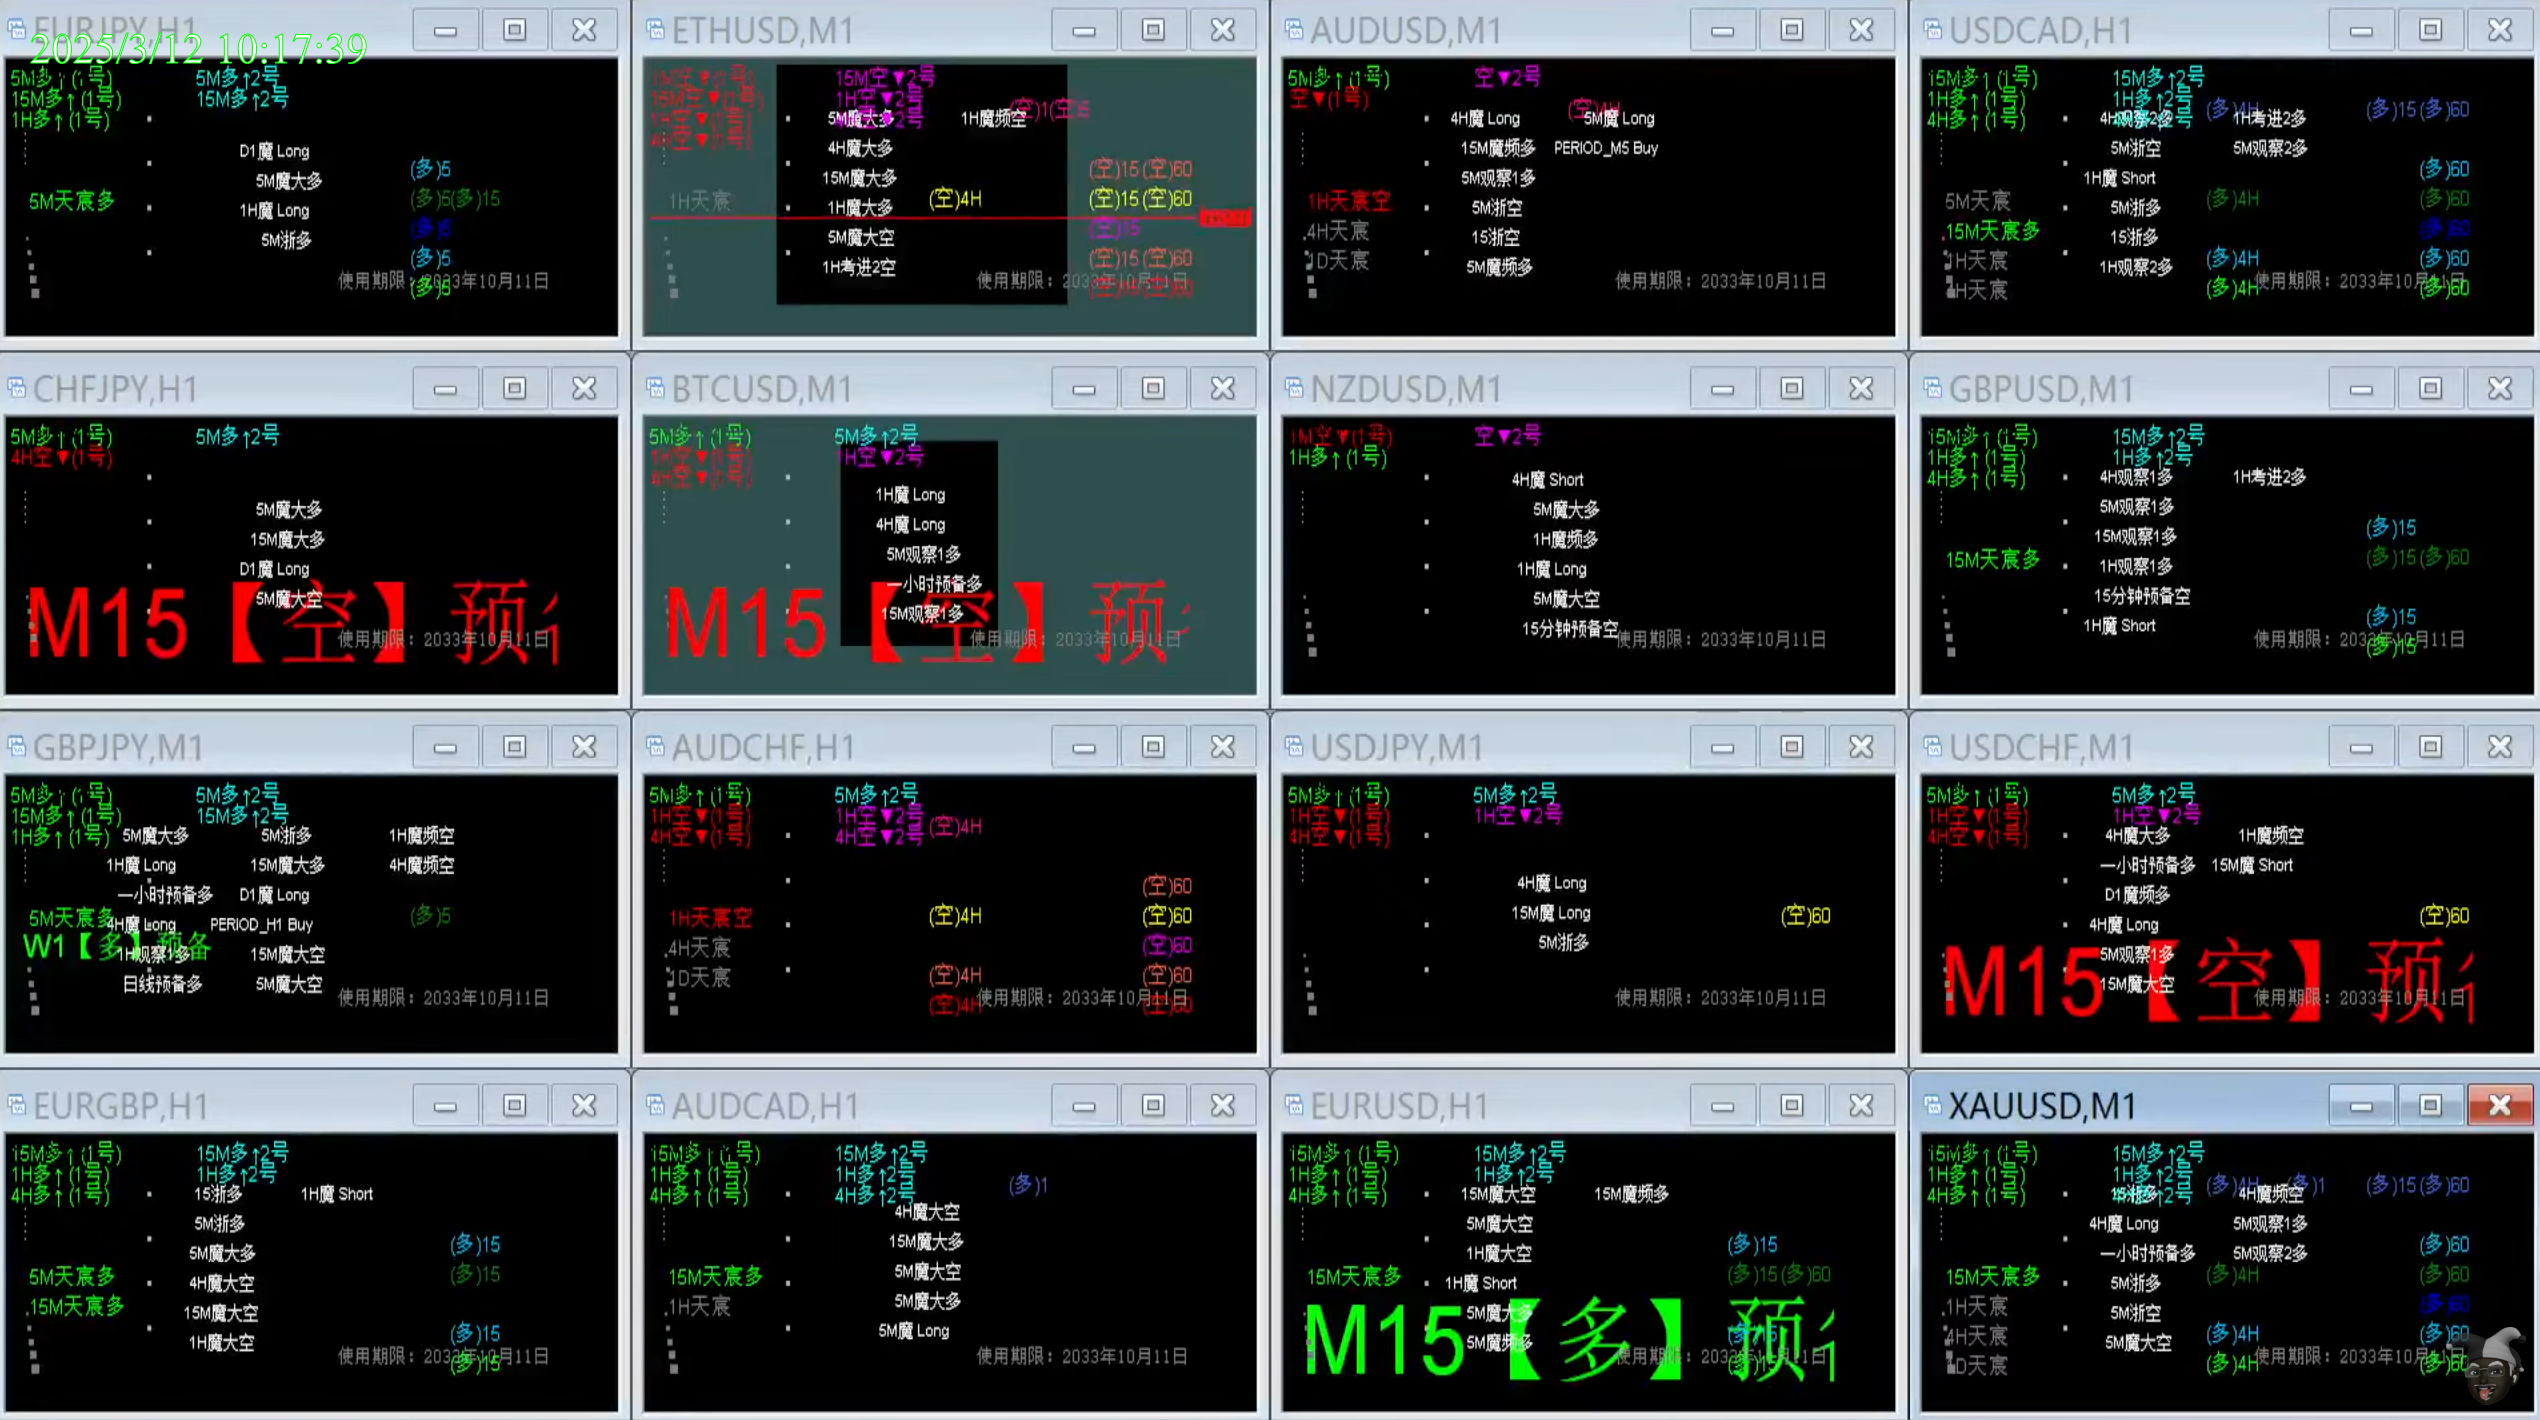 EURJPY,H1
2025/3/12 10:17:39
5M多↑(1号) 5M多↑2号
15M多↑(1号) 15M多↑2号
1H多↑(1号)
D1魔 Long
(多)5
5M魔大多
5M天宸多 (多)5(多)15
1H魔 Long
5M浙多
(多)5
使用期限：2033年10月11日
(多)5
ETHUSD,M1
15M空▼2号
15M空▼(1号) 1H空▼2号
1H空▼(1号)
5M魔大多 1H魔频空
4H空▼(1号)
4H魔大多
15M魔大多 (空)15(空)60
1H天宸 (空)4H (空)15(空)60
1H魔大多
5M魔大空 (空)15
1H考进2空 (空)15(空)60
使用期限：2033年10月11日
AUDUSD,M1
5M多↑(1号) 空▼2号
空▼(1号) (空)4H
4H魔 Long 5M魔 Long
15M魔频多 PERIOD_M5 Buy
5M观察1多
1H天宸空 5M浙空
4H天宸 15浙空
1D天宸 5M魔频多
使用期限：2033年10月11日
USDCAD,H1
15M多↑(1号) 15M多↑2号
1H多↑(1号) 1H多↑2号 (多)4H (多)15(多)60
4H多↑(1号) 4H观察2多 1H考进2多
5M浙空 5M观察2多
1H魔 Short (多)60
5M天宸 5M浙多 (多)4H (多)60
15M天宸多 15浙多 (多)60
1H天宸 1H观察2多 (多)4H (多)60
4H天宸 (多)4H (多)60
使用期限：2033年10月11日
CHFJPY,H1
5M多↑(1号) 5M多↑2号
4H空▼(1号)
5M魔大多
15M魔大多
D1魔 Long
5M魔大空
M15【空】预
使用期限：2033年10月11日
BTCUSD,M1
5M多↑(1号) 5M多↑2号
1H空▼(1号) 1H空▼2号
4H空▼(1号)
1H魔 Long
4H魔 Long
5M观察1多
一小时预备多
15M观察1多
M15【空】预
使用期限：2033年10月11日
NZDUSD,M1
1M空▼(1号) 空▼2号
1H多↑(1号)
4H魔 Short
5M魔大多
1H魔频多
1H魔 Long
5M魔大空
15分钟预备空
使用期限：2033年10月11日
GBPUSD,M1
15M多↑(1号) 15M多↑2号
1H多↑(1号) 1H多↑2号
4H多↑(1号) 4H观察1多 1H考进2多
5M观察1多
15M观察1多 (多)15
15M天宸多 1H观察1多 (多)15(多)60
15分钟预备空
1H魔 Short (多)15
使用期限：2033年10月11日
(多)15
GBPJPY,M1
5M多↑(1号) 5M多↑2号
15M多↑(1号) 15M多↑2号
1H多↑(1号) 5M魔大多 5M浙多 1H魔频空
1H魔 Long 15M魔大多 4H魔频空
一小时预备多 D1魔 Long
5M天宸多 4H魔 Long PERIOD_H1 Buy (多)5
W1【多】预备
1H观察1多 15M魔大空
日线预备多 5M魔大空
使用期限：2033年10月11日
AUDCHF,H1
5M多↑(1号) 5M多↑2号
1H空▼(1号) 1H空▼2号
4H空▼(1号) 4H空▼2号 (空)4H
(空)60
1H天宸空 (空)4H (空)60
4H天宸 (空)60
1D天宸 (空)4H (空)60
(空)4H (空)60
使用期限：2033年10月11日
USDJPY,M1
5M多↑(1号) 5M多↑2号
1H空▼(1号) 1H空▼2号
4H空▼(1号)
4H魔 Long
15M魔 Long (空)60
5M浙多
使用期限：2033年10月11日
USDCHF,M1
5M多↑(1号) 5M多↑2号
1H空▼(1号) 1H空▼2号
4H空▼(1号) 4H魔大多 1H魔频空
一小时预备多 15M魔 Short
D1魔频多
4H魔 Long (空)60
5M观察1多
15M魔大空
M15【空】预
使用期限：2033年10月11日
EURGBP,H1
15M多↑(1号) 15M多↑2号
1H多↑(1号) 1H多↑2号
4H多↑(1号) 15浙多 1H魔 Short
5M浙多
5M魔大多 (多)15
5M天宸多 4H魔大空 (多)15
15M天宸多 15M魔大空
1H魔大空 (多)15
使用期限：2033年10月11日
(多)15
AUDCAD,H1
15M多↑(1号) 15M多↑2号
1H多↑(1号) 1H多↑2号 (多)1
4H多↑(1号) 4H多↑2号
4H魔大空
15M魔大多
15M天宸多 5M魔大空
1H天宸 5M魔大多
5M魔 Long
使用期限：2033年10月11日
EURUSD,H1
15M多↑(1号) 15M多↑2号
1H多↑(1号) 1H多↑2号
4H多↑(1号) 15M魔大空 15M魔频多
5M魔大空
1H魔大空 (多)15
15M天宸多 1H魔 Short (多)15(多)60
5M魔大多
5M魔频多
M15【多】预
使用期限：2033年10月11日
XAUUSD,M1
15M多↑(1号) 15M多↑2号
1H多↑(1号) 1H多↑2号 (多)4H (多)1 (多)15(多)60
4H多↑(1号) 15浙多 4H魔频空
4H魔 Long 5M观察1多
一小时预备多 5M观察2多 (多)60
15M天宸多 5M浙多 (多)4H (多)60
1H天宸 5M浙空 (多)60
4H天宸 5M魔大空 (多)4H (多)60
1D天宸 (多)4H (多)60
使用期限：2033年10月11日